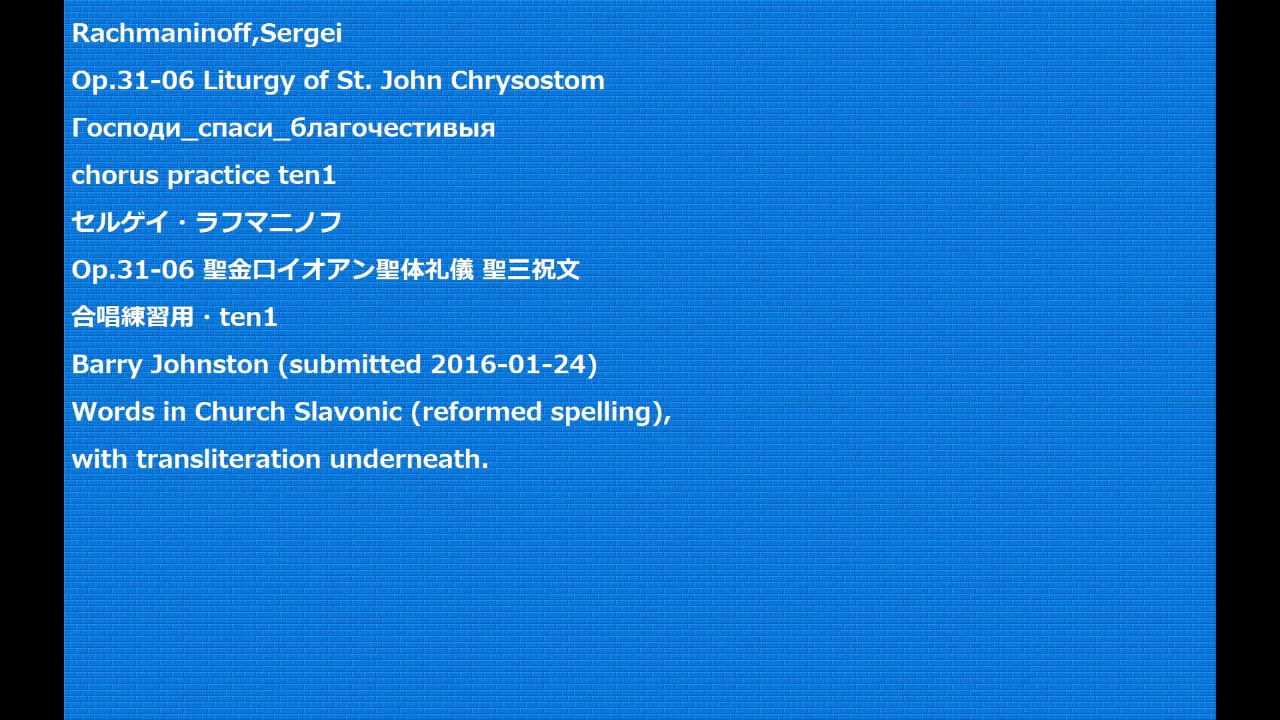 Rachmaninoff,Sergei
Op.31-06 Liturgy of St. John Chrysostom
Господи_спаси_благочестивыя
chorus practice ten1
セルゲイ・ラフマニノフ
Op.31-06 聖金口イオアン聖体礼儀 聖三祝文
合唱練習用・ten1
Barry Johnston (submitted 2016-01-24)
Words in Church Slavonic (reformed spelling),
with transliteration underneath.